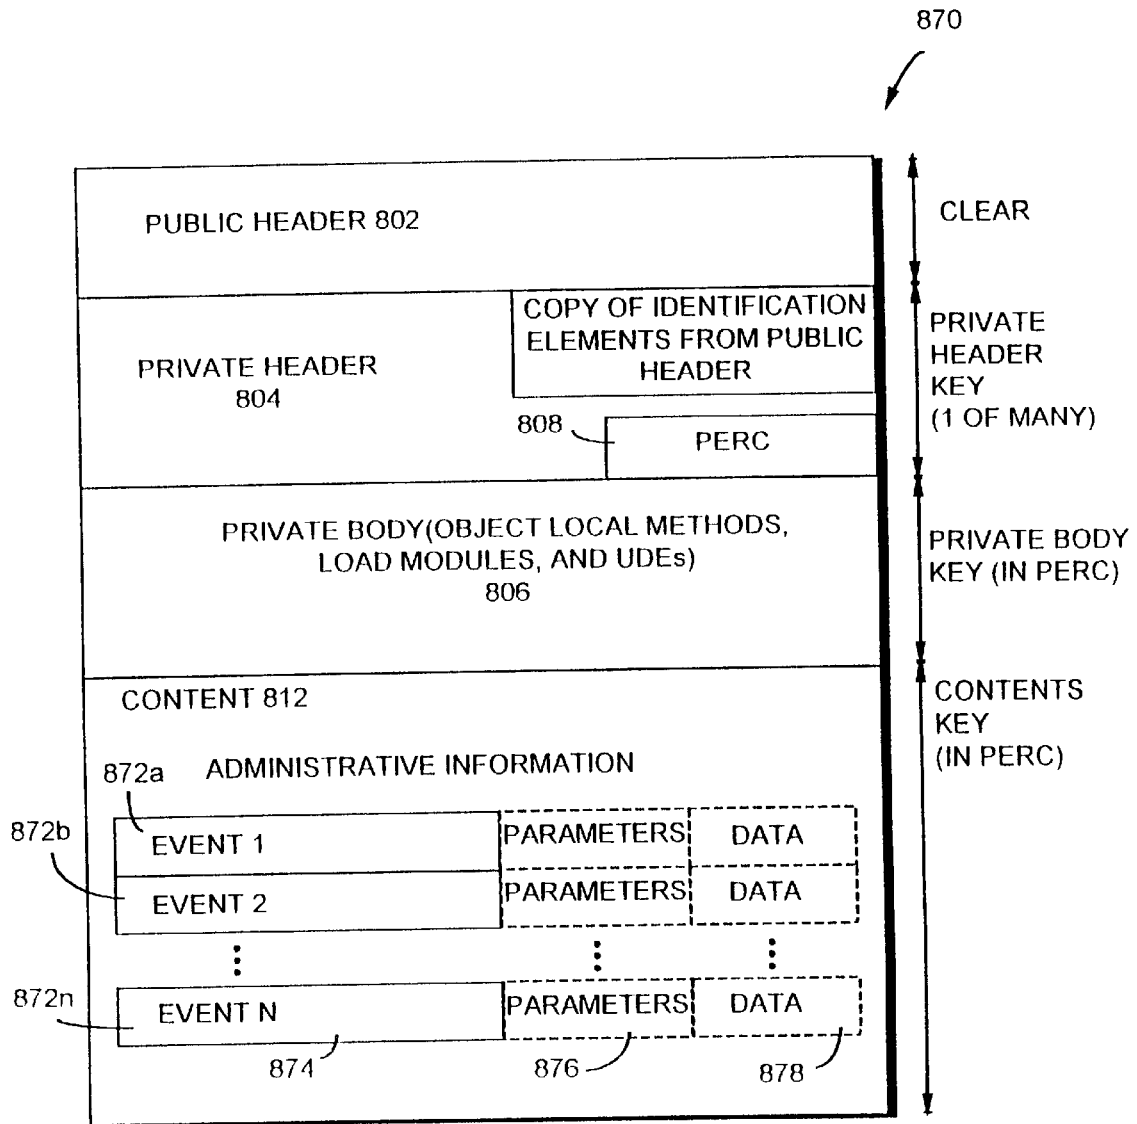 870
PUBLIC HEADER 802
CLEAR
COPY OF IDENTIFICATION
ELEMENTS FROM PUBLIC
HEADER
PRIVATE HEADER
804
PRIVATE
HEADER
KEY
(1 OF MANY)
808
PERC
PRIVATE BODY(OBJECT LOCAL METHODS,
LOAD MODULES, AND UDEs)
806
PRIVATE BODY
KEY (IN PERC)
CONTENT 812
CONTENTS
KEY
(IN PERC)
ADMINISTRATIVE INFORMATION
872a
872b
EVENT 1 PARAMETERS DATA
EVENT 2 PARAMETERS DATA
872n
EVENT N PARAMETERS DATA
874 876 878